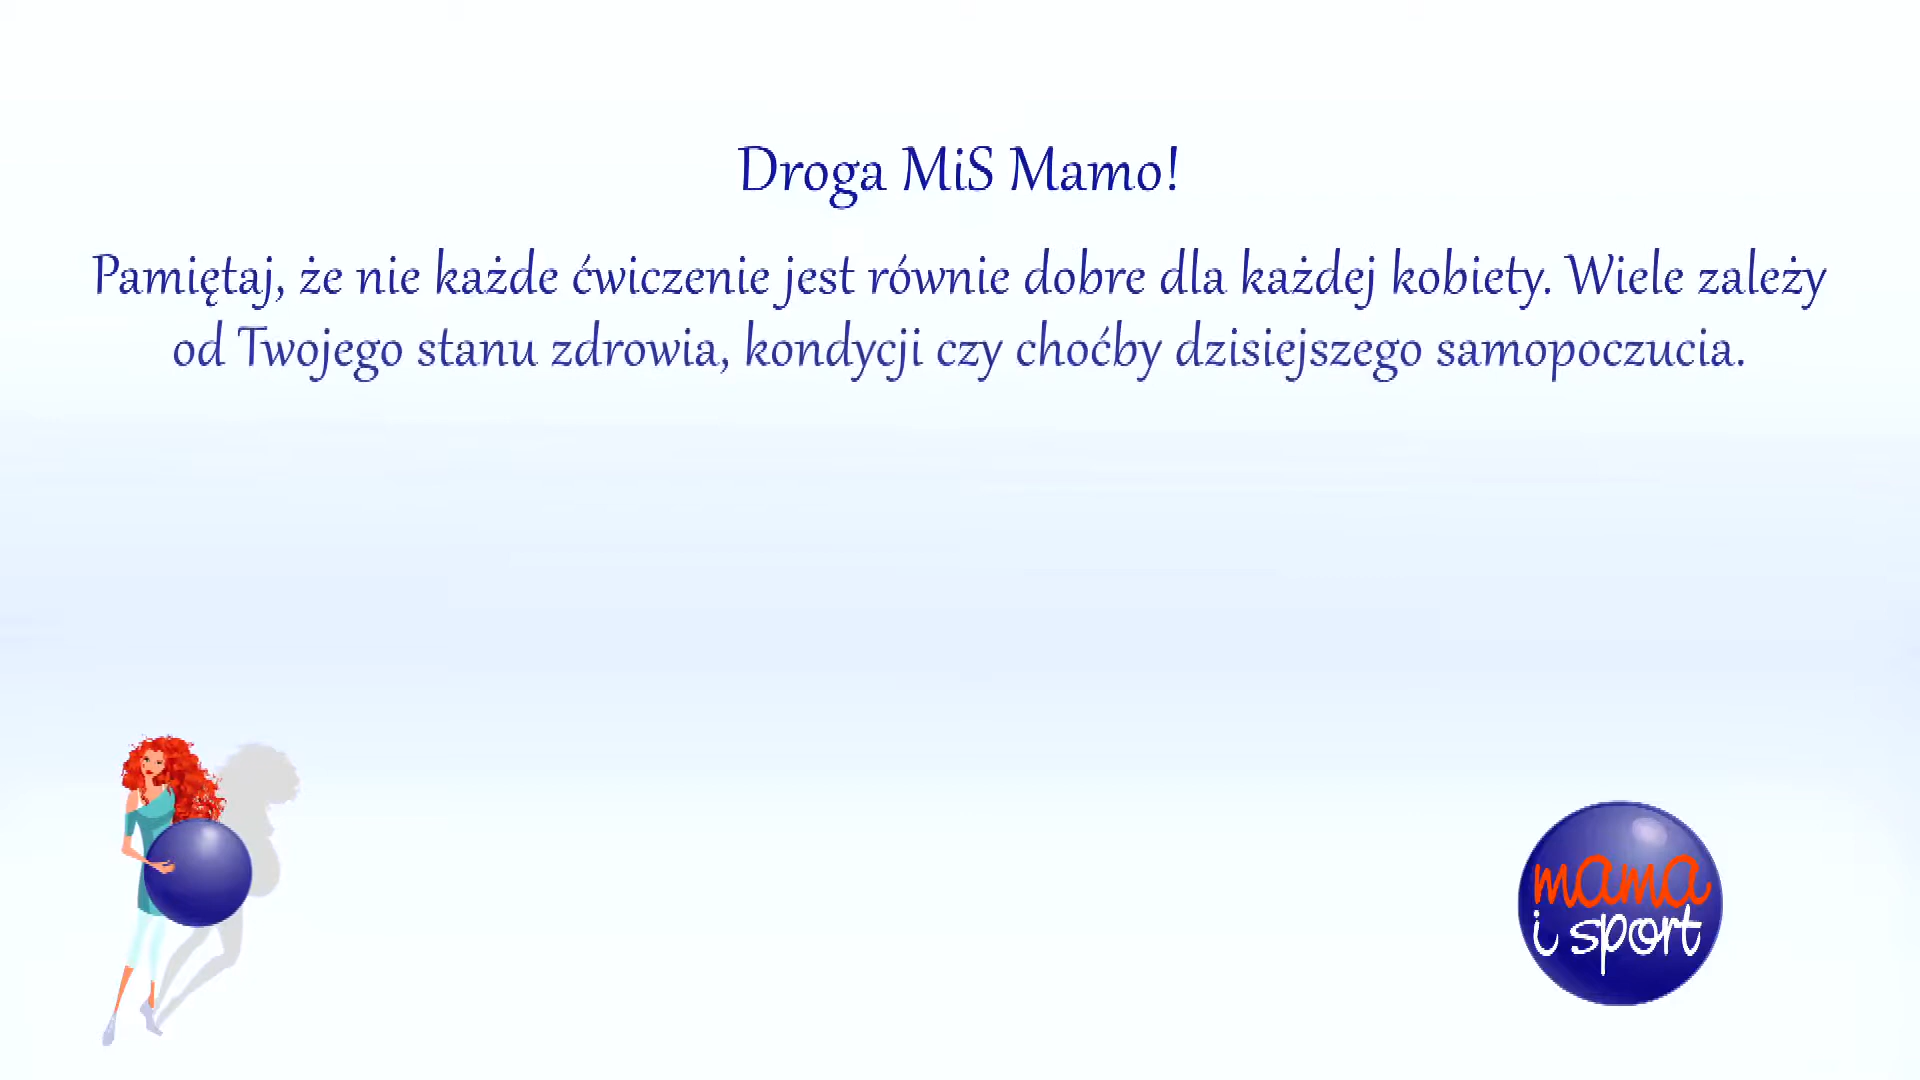 Droga MiS Mamo!
Pamiętaj, że nie każde ćwiczenie jest równie dobre dla każdej kobiety. Wiele zależy
od Twojego stanu zdrowia, kondycji czy choćby dzisiejszego samopoczucia.
mama
i sport